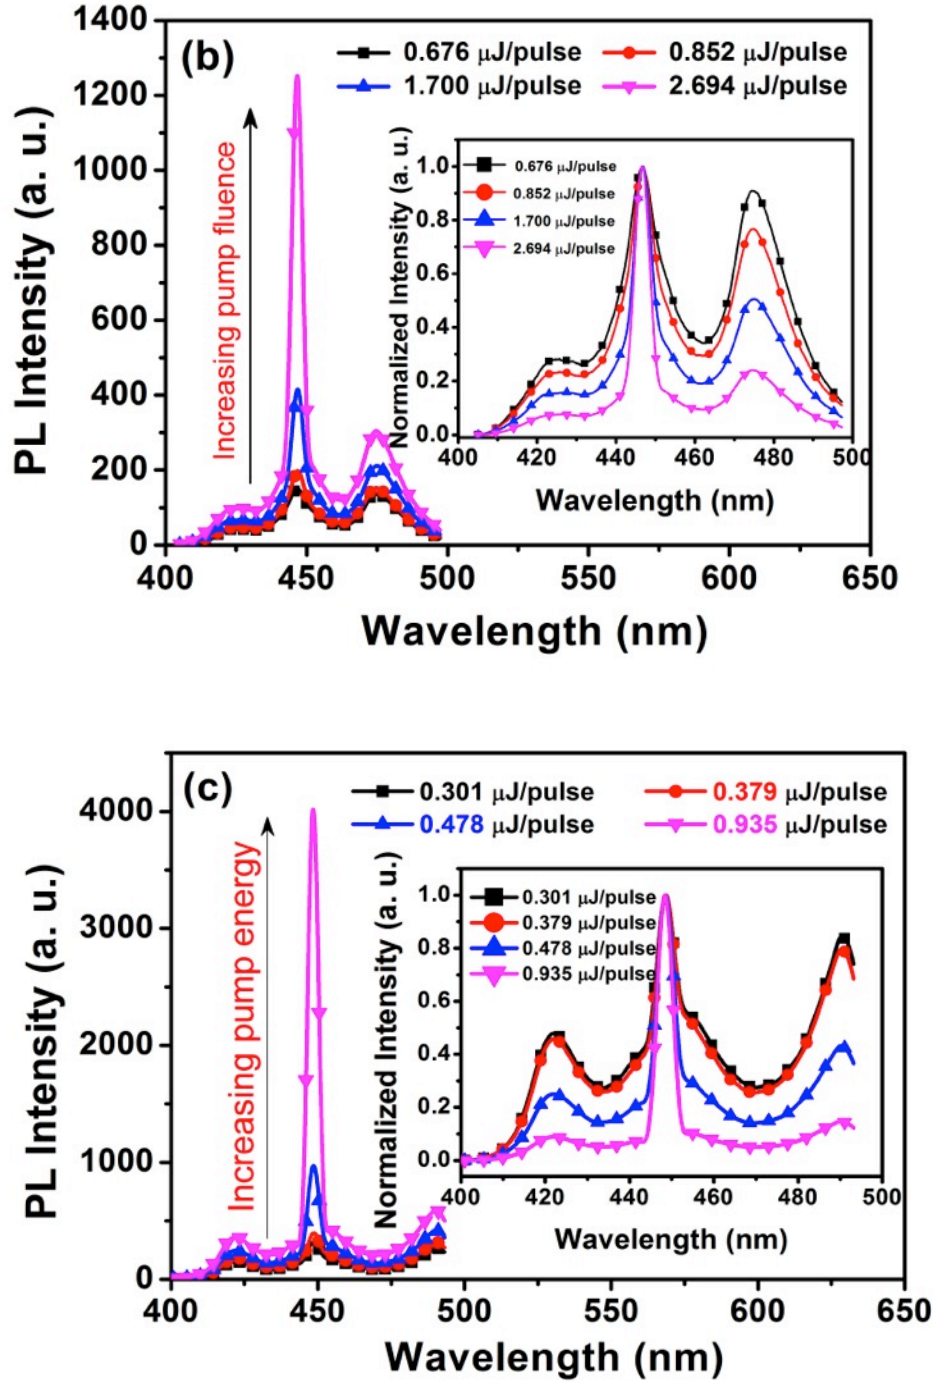 (b)
0.676 μJ/pulse 0.852 μJ/pulse
1.700 μJ/pulse 2.694 μJ/pulse
PL Intensity (a. u.)
1400
1200
1000
800
600
400
200
0
Increasing pump fluence
Normalized Intensity (a. u.)
1.0
0.8
0.6
0.4
0.2
0.0
0.676 μJ/pulse
0.852 μJ/pulse
1.700 μJ/pulse
2.694 μJ/pulse
400 420 440 460 480 500
Wavelength (nm)
400 450 500 550 600 650
Wavelength (nm)
(c)
0.301 μJ/pulse 0.379 μJ/pulse
0.478 μJ/pulse 0.935 μJ/pulse
PL Intensity (a. u.)
4000
3000
2000
1000
0
Increasing pump energy
Normalized Intensity (a. u.)
1.0
0.8
0.6
0.4
0.2
0.0
0.301 μJ/pulse
0.379 μJ/pulse
0.478 μJ/pulse
0.935 μJ/pulse
400 420 440 460 480 500
Wavelength (nm)
400 450 500 550 600 650
Wavelength (nm)